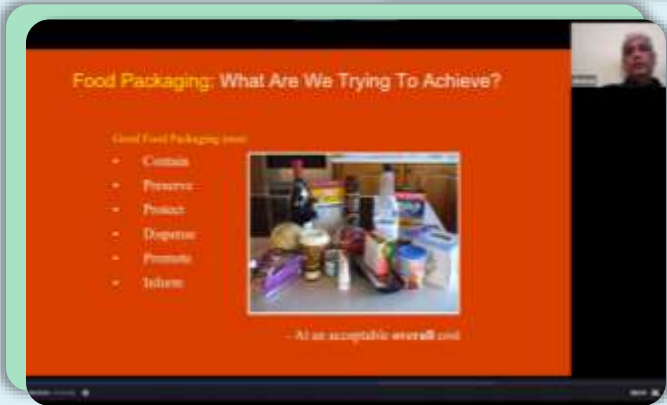 Food Packaging: What Are We Trying To Achieve?
Good Food Packaging must:
• Contain
• Preserve
• Protect
• Dispense
• Promote
• Inform
- At an acceptable overall cost